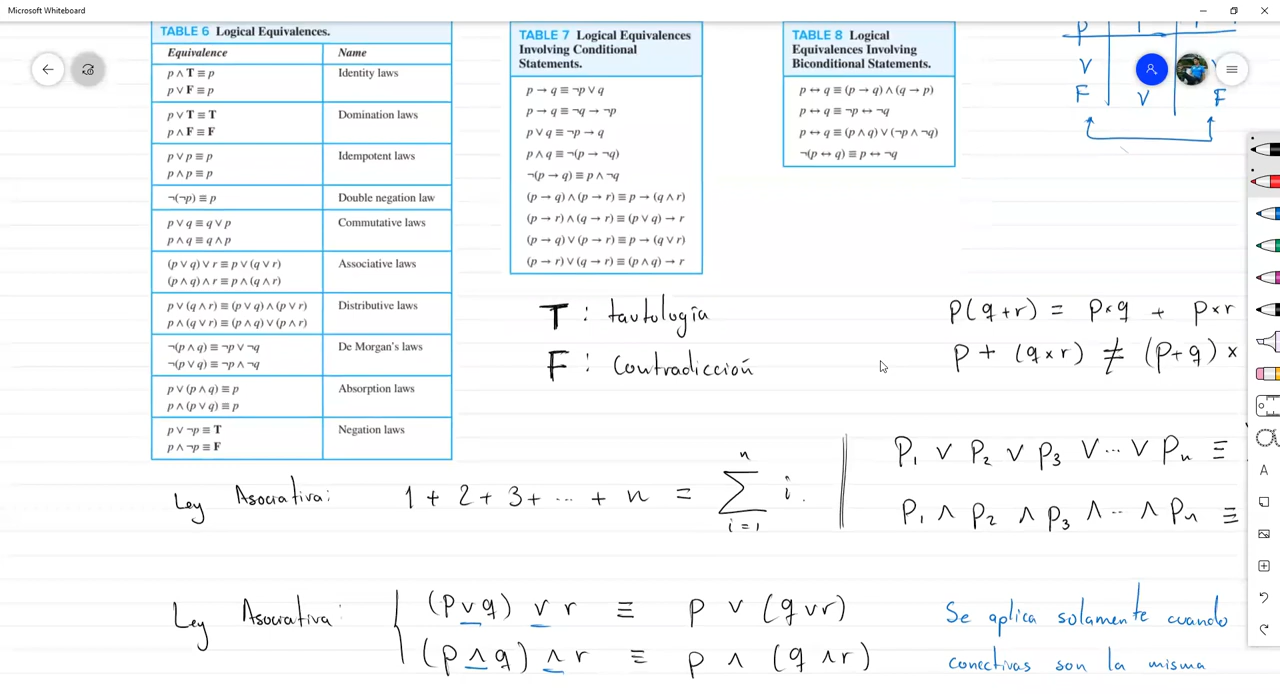 Microsoft Whiteboard
TABLE 6 Logical Equivalences.
Equivalence Name
p ∧ T ≡ p Identity laws
p ∨ F ≡ p
p ∨ T ≡ T Domination laws
p ∧ F ≡ F
p ∨ p ≡ p Idempotent laws
p ∧ p ≡ p
¬(¬p) ≡ p Double negation law
p ∨ q ≡ q ∨ p Commutative laws
p ∧ q ≡ q ∧ p
(p ∨ q) ∨ r ≡ p ∨ (q ∨ r) Associative laws
(p ∧ q) ∧ r ≡ p ∧ (q ∧ r)
p ∨ (q ∧ r) ≡ (p ∨ q) ∧ (p ∨ r) Distributive laws
p ∧ (q ∨ r) ≡ (p ∧ q) ∨ (p ∧ r)
¬(p ∧ q) ≡ ¬p ∨ ¬q De Morgan's laws
¬(p ∨ q) ≡ ¬p ∧ ¬q
p ∨ (p ∧ q) ≡ p Absorption laws
p ∧ (p ∨ q) ≡ p
p ∨ ¬p ≡ T Negation laws
p ∧ ¬p ≡ F
TABLE 7 Logical Equivalences
Involving Conditional
Statements.
p → q ≡ ¬p ∨ q
p → q ≡ ¬q → ¬p
p ∨ q ≡ ¬p → q
p ∧ q ≡ ¬(p → ¬q)
¬(p → q) ≡ p ∧ ¬q
(p → q) ∧ (p → r) ≡ p → (q ∧ r)
(p → r) ∧ (q → r) ≡ (p ∨ q) → r
(p → q) ∨ (p → r) ≡ p → (q ∨ r)
(p → r) ∨ (q → r) ≡ (p ∧ q) → r
TABLE 8 Logical
Equivalences Involving
Biconditional Statements.
p ↔ q ≡ (p → q) ∧ (q → p)
p ↔ q ≡ ¬p ↔ ¬q
p ↔ q ≡ (p ∧ q) ∨ (¬p ∧ ¬q)
¬(p ↔ q) ≡ p ↔ ¬q
P
V
F V F
T : tautología
F : Contradicción
p(q+r) = p×q + p×r
p + (q×r) ≠ (p+q) ×
Ley Asociativa: 1 + 2 + 3 + ... + n = ∑ i.
n
i=1
P₁ ∨ P₂ ∨ P₃ ∨ ... ∨ Pₙ ≡
P₁ ∧ P₂ ∧ P₃ ∧ ... ∧ Pₙ ≡
Ley Asociativa: (p∨q) ∨ r ≡ p ∨ (q∨r)
(p∧q) ∧ r ≡ p ∧ (q∧r)
Se aplica solamente cuando
conectivas son la misma
A